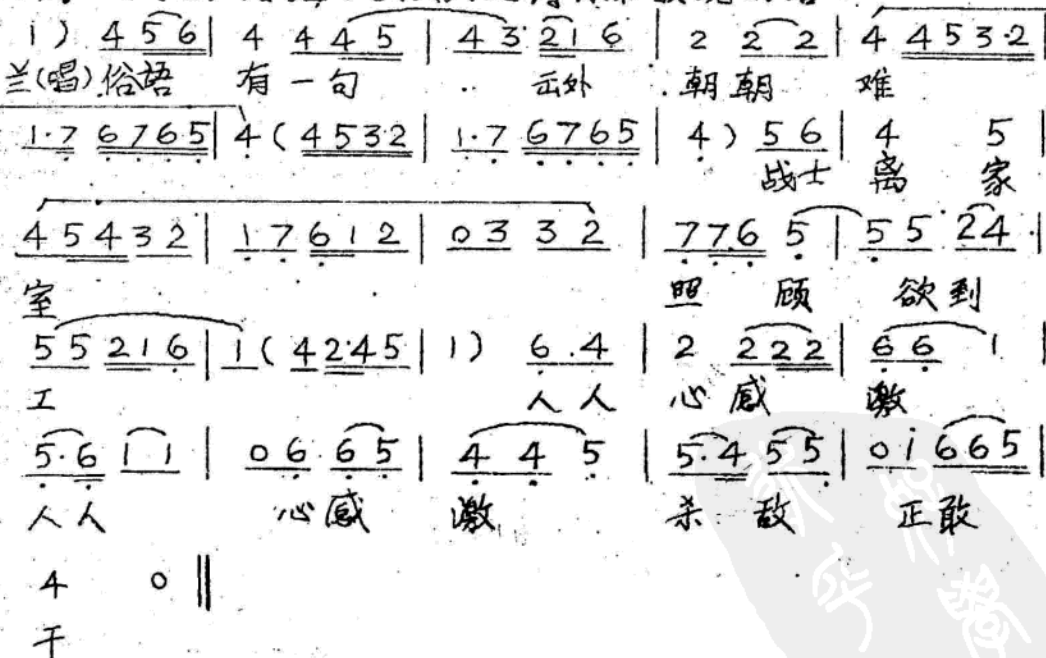 1) 4 5 6 | 4 4 4 5 | 4 3· 2 1 6 | 2 2 2 | 4 4 5 3·2 |
兰(唱)俗语 有一句 云外 朝朝 难
1·7 6 7 6 5 | 4 ( 4 5 3 2 | 1·7 6 7 6 5 | 4 ) 5 6 | 4 5 |
战士 离 家
4 5 4 3 2 | 1 7 6 1 2 | 0 3 3 2 | 7 7 6 5 | 5 5 2 4 |
室 照 顾 欲到
5 5 2 1 6 | 1 ( 4 2·4 5 | 1 ) 6·4 | 2 2 2 2 | 6 6 1 |
工 人人 心感 激
5·6 1 1 | 0 6 6 5 | 4 4 5 | 5·4 5 5 | 0 i 6 6 5 |
人人 心感 激 杀 敌 正敢
4 0 ‖
干